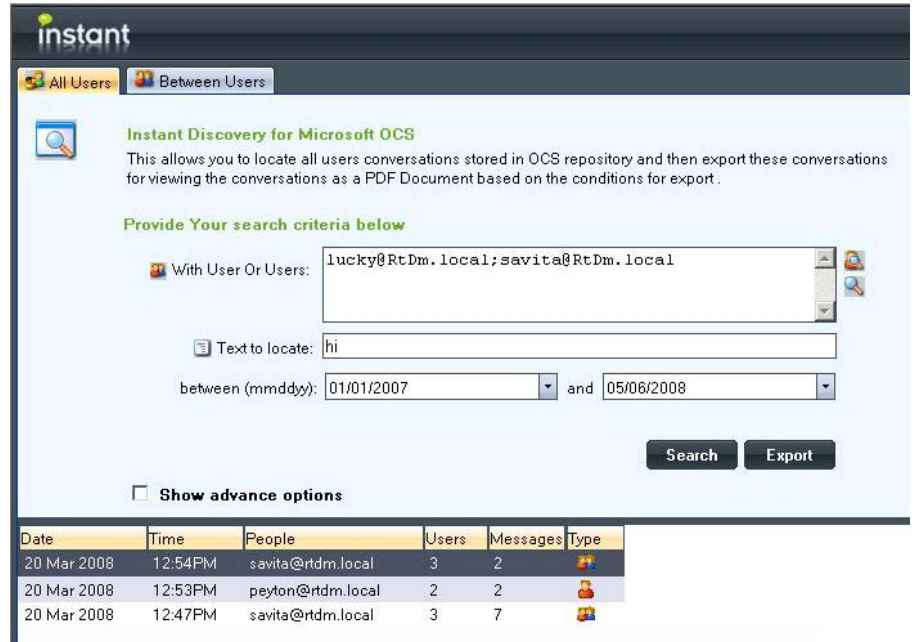 instant
All Users Between Users
Instant Discovery for Microsoft OCS
This allows you to locate all users conversations stored in OCS repository and then export these conversations
for viewing the conversations as a PDF Document based on the conditions for export .
Provide Your search criteria below
With User Or Users: lucky@RtDm.local;savita@RtDm.local
Text to locate: hi
between (mmddyy): 01/01/2007 and 05/06/2008
Search Export
Show advance options
Date Time People Users Messages Type
20 Mar 2008 12:54PM savita@rtdm.local 3 2
20 Mar 2008 12:53PM peyton@rtdm.local 2 2
20 Mar 2008 12:47PM savita@rtdm.local 3 7